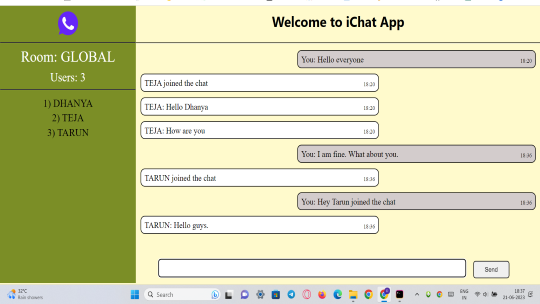 Welcome to iChat App
Room: GLOBAL
Users: 3
1) DHANYA
2) TEJA
3) TARUN
You: Hello everyone
18:20
TEJA joined the chat
18:20
TEJA: Hello Dhanya
18:20
TEJA: How are you
18:20
You: I am fine. What about you.
18:36
TARUN joined the chat
18:36
You: Hey Tarun joined the chat
18:36
TARUN: Hello guys.
18:36
Send
32°C
Rain showers
Search
ENG
IN
18:37
21-06-2023